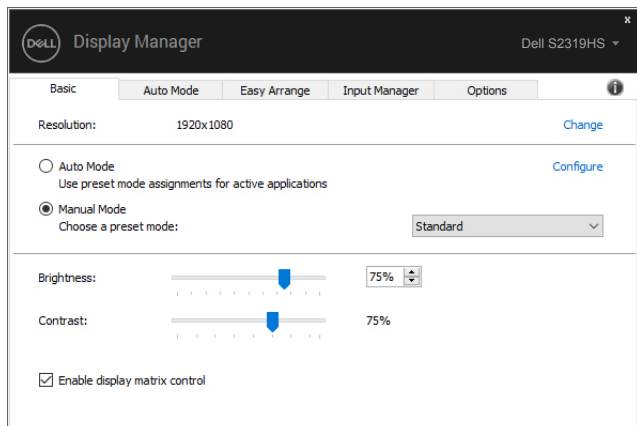 x
DELL Display Manager Dell S2319HS
Basic Auto Mode Easy Arrange Input Manager Options
Resolution: 1920x1080 Change
Auto Mode Configure
Use preset mode assignments for active applications
Manual Mode
Choose a preset mode: Standard
Brightness: 75%
Contrast: 75%
Enable display matrix control